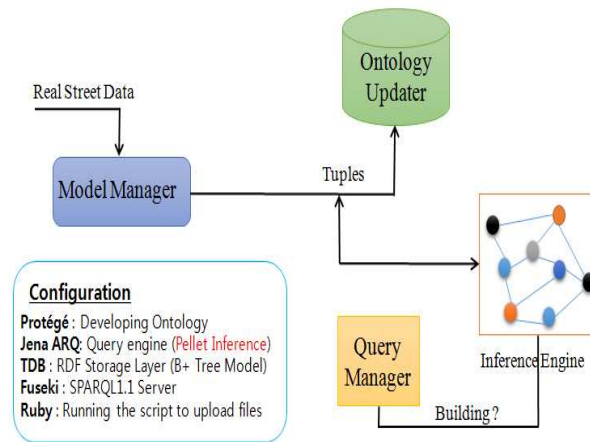 Ontology
Updater
Real Street Data
Model Manager
Tuples
Configuration
Protégé : Developing Ontology
Jena ARQ: Query engine (Pellet Inference)
TDB : RDF Storage Layer (B+ Tree Model)
Fuseki : SPARQL1.1 Server
Ruby : Running the script to upload files
Query
Manager
Inference Engine
Building ?